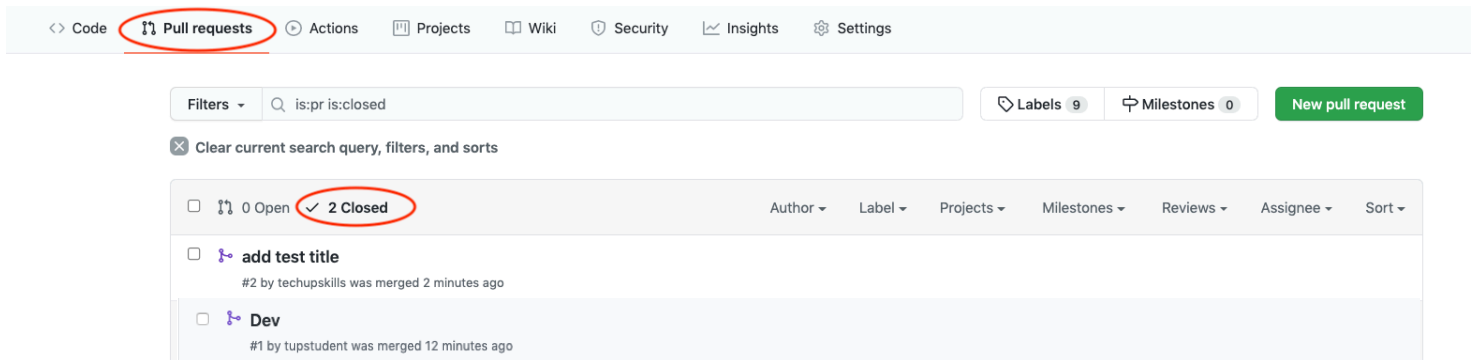 Code Pull requests Actions Projects Wiki Security Insights Settings
Filters is:pr is:closed Labels 9 Milestones 0 New pull request
Clear current search query, filters, and sorts
0 Open 2 Closed Author Label Projects Milestones Reviews Assignee Sort
add test title
#2 by techupskills was merged 2 minutes ago
Dev
#1 by tupstudent was merged 12 minutes ago